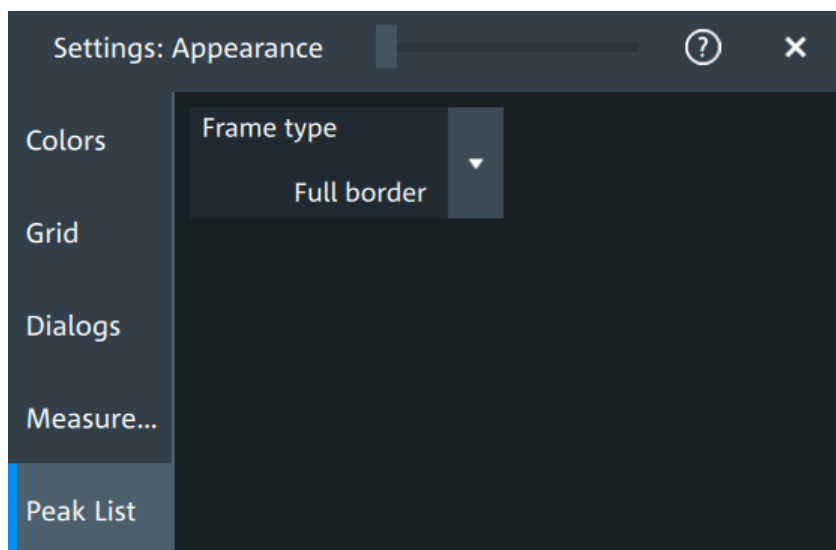 Settings: Appearance ? ×
Colors
Frame type
Full border
Grid
Dialogs
Measure...
Peak List